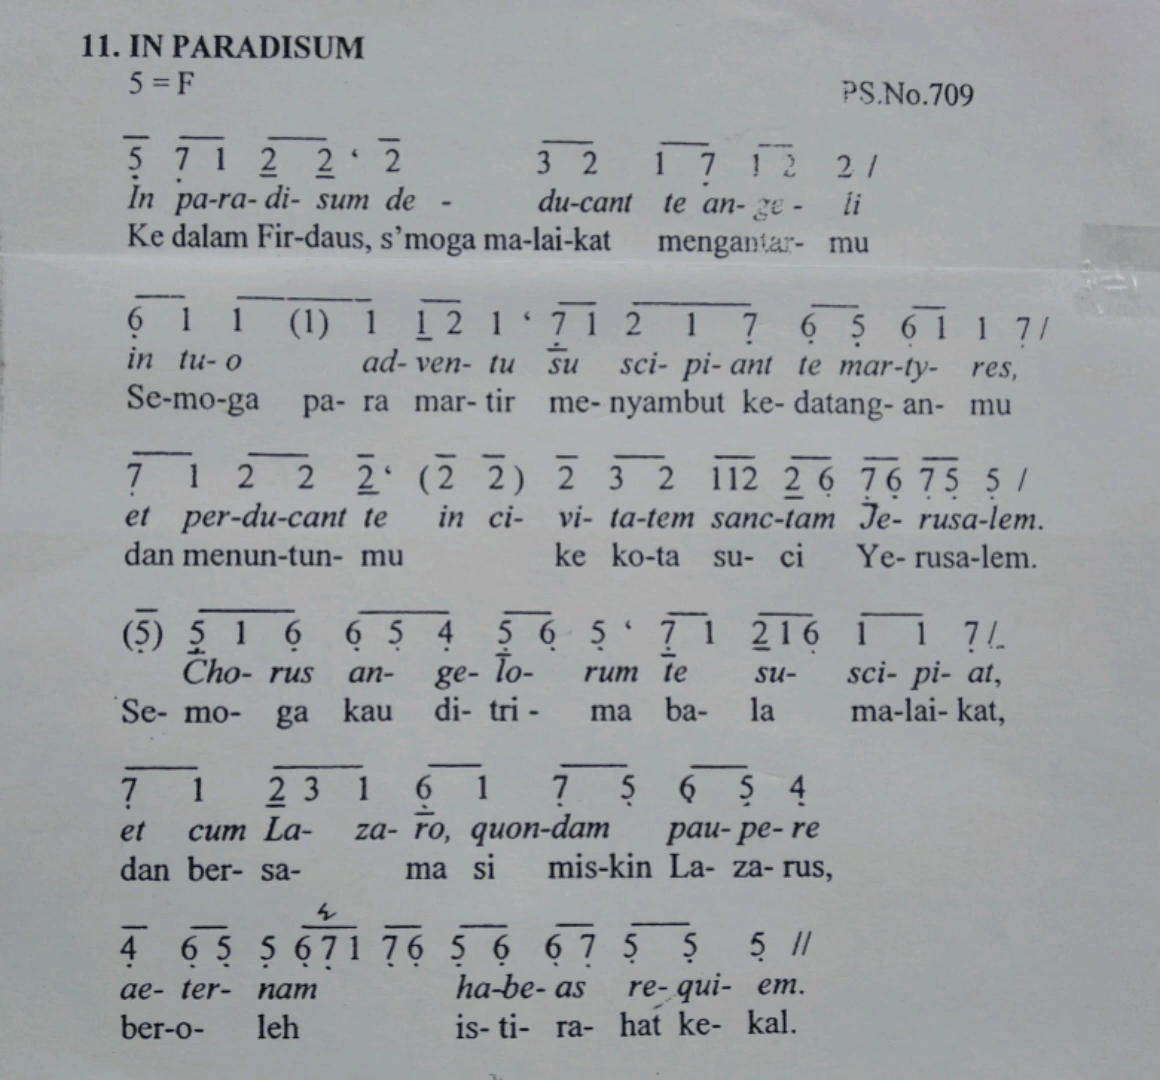 11. IN PARADISUM
5 = F
PS.No.709
5̣ 7̣ 1 2 2 ‘ 2 3 2 1 7̣ 1 2 2 /
In pa-ra- di- sum de - du-cant te an- ge - li
Ke dalam Fir-daus, s’moga ma-lai-kat mengantar- mu
6̣ 1 1 (1) 1 1 2 1 ‘ 7̣ 1 2 1 7̣ 6̣ 5̣ 6̣ 1 1 7̣ /
in tu- o ad- ven- tu su sci- pi- ant te mar-ty- res,
Se-mo-ga pa- ra mar- tir me- nyambut ke- datang- an- mu
7̣ 1 2 2 2 ‘ (2 2) 2 3 2 112 2 6̣ 7̣6̣ 7̣5̣ 5̣ /
et per-du-cant te in ci- vi- ta-tem sanc-tam Je- rusa-lem.
dan menun-tun- mu ke ko-ta su- ci Ye- rusa-lem.
(5̣) 5̣ 1 6̣ 6̣ 5̣ 4̣ 5̣ 6̣ 5̣ ‘ 7̣ 1 216̣ 1 1 7̣ /
Cho- rus an- ge- lo- rum te su- sci- pi- at,
Se- mo- ga kau di- tri - ma ba- la ma-lai- kat,
7̣ 1 2 3 1 6̣ 1 7̣ 5̣ 6̣ 5̣ 4̣
et cum La- za- ro, quon-dam pau- pe- re
dan ber- sa- ma si mis-kin La- za- rus,
4̣ 6̣ 5̣ 5̣ 6̣7̣1 7̣6̣ 5̣ 6̣ 6̣ 7̣ 5̣ 5̣ 5̣ //
ae- ter- nam ha-be- as re- qui- em.
ber-o- leh is- ti- ra- hat ke- kal.